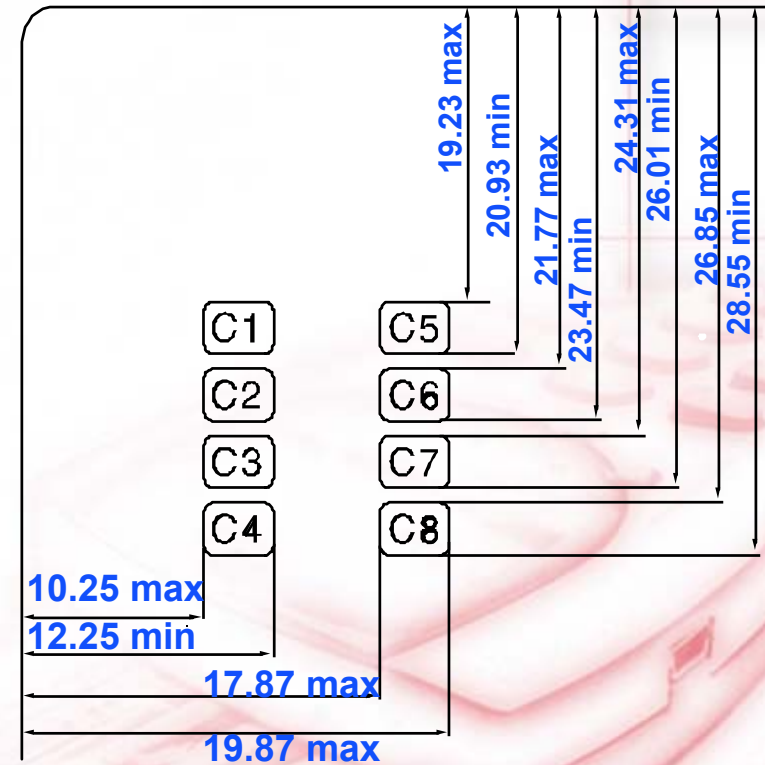 19.23 max
20.93 min
21.77 max
23.47 min
24.31 max
26.01 min
26.85 max
28.55 min
C1 C5
C2 C6
C3 C7
C4 C8
10.25 max
12.25 min
17.87 max
19.87 max